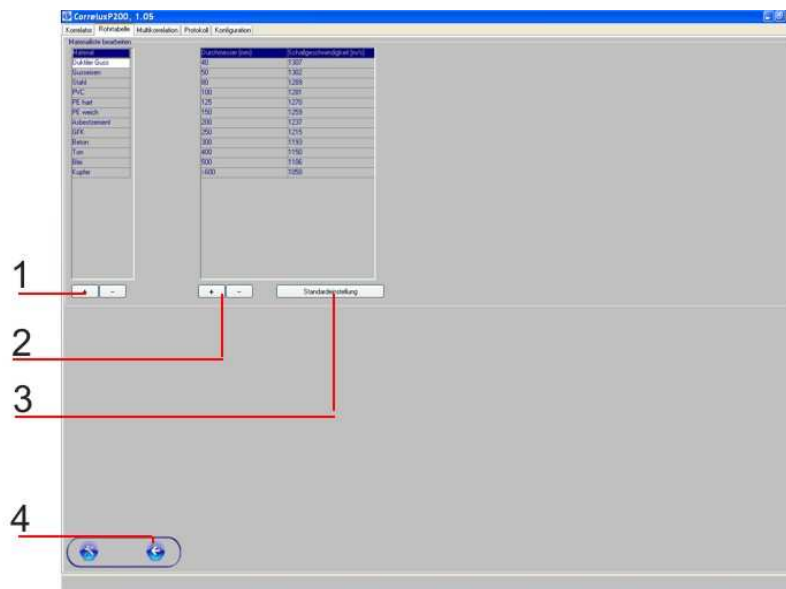 CorreluxP200, 1.05
Korrelator Rohrtabelle Multikorrelation Protokoll Konfiguration
Materialliste bearbeiten
Material
Duktiler Guss
Gusseisen
Stahl
PVC
PE hart
PE weich
Asbestzement
GFK
Beton
Ton
Blei
Kupfer
Durchmesser [mm] Schallgeschwindigkeit [m/s]
40 1307
50 1302
80 1289
100 1281
125 1270
150 1259
200 1237
250 1215
300 1193
400 1150
500 1106
>600 1059
+ -
+ -
Standardeinstellung
1
2
3
4